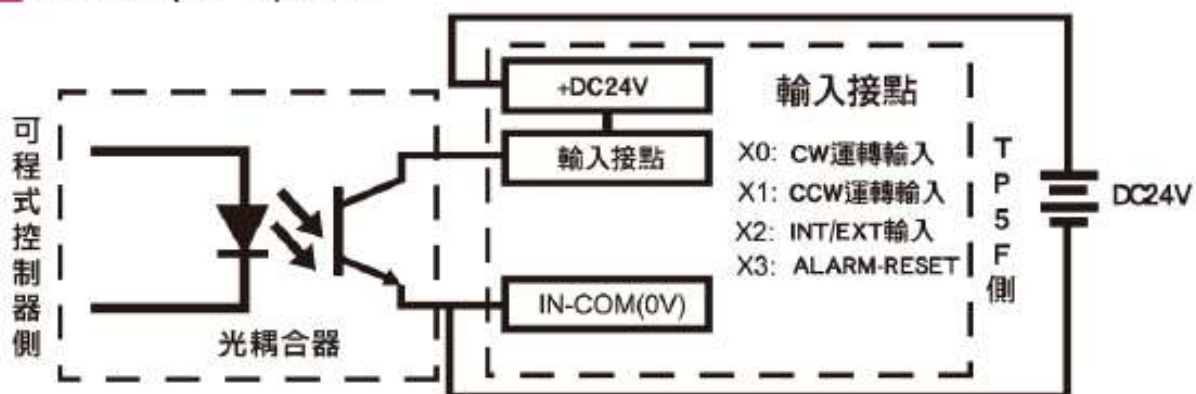 可程式控制器側
光耦合器
+DC24V
輸入接點
IN-COM(0V)
輸入接點
X0: CW運轉輸入
X1: CCW運轉輸入
X2: INT/EXT輸入
X3: ALARM-RESET
TP5F側
DC24V